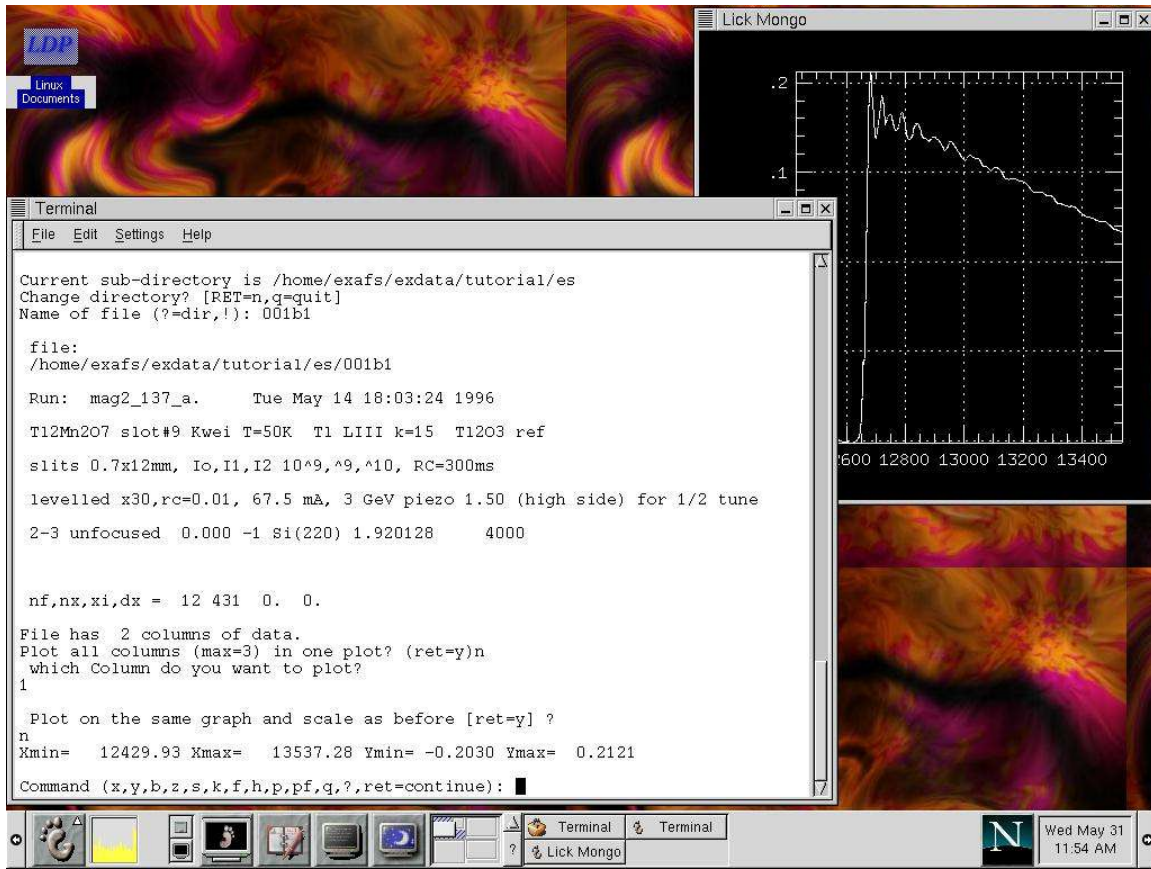 LDP
Linux
Documents
Lick Mongo
.2
.1
600 12800 13000 13200 13400
Terminal
File Edit Settings Help
Current sub-directory is /home/exafs/exdata/tutorial/es
Change directory? [RET=n,q=quit]
Name of file (?=dir,!): 001b1
file:
/home/exafs/exdata/tutorial/es/001b1
Run: mag2_137_a. Tue May 14 18:03:24 1996
Tl2Mn2O7 slot#9 Kwei T=50K Tl LIII k=15 Tl2O3 ref
slits 0.7x12mm, Io,I1,I2 10^9,^9,^10, RC=300ms
levelled x30,rc=0.01, 67.5 mA, 3 GeV piezo 1.50 (high side) for 1/2 tune
2-3 unfocused 0.000 -1 Si(220) 1.920128 4000
nf,nx,xi,dx = 12 431 0. 0.
File has 2 columns of data.
Plot all columns (max=3) in one plot? (ret=y)n
which Column do you want to plot?
1
Plot on the same graph and scale as before [ret=y] ?
n
Xmin= 12429.93 Xmax= 13537.28 Ymin= -0.2030 Ymax= 0.2121
Command (x,y,b,z,s,k,f,h,p,pf,q,?,ret=continue):
?
Terminal
Terminal
Lick Mongo
N
Wed May 31
11:54 AM